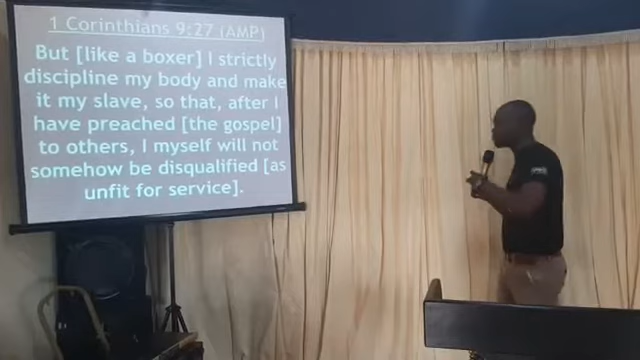 1 Corinthians 9:27 (AMP)
But [like a boxer] I strictly
discipline my body and make
it my slave, so that, after I
have preached [the gospel]
to others, I myself will not
somehow be disqualified [as
unfit for service].